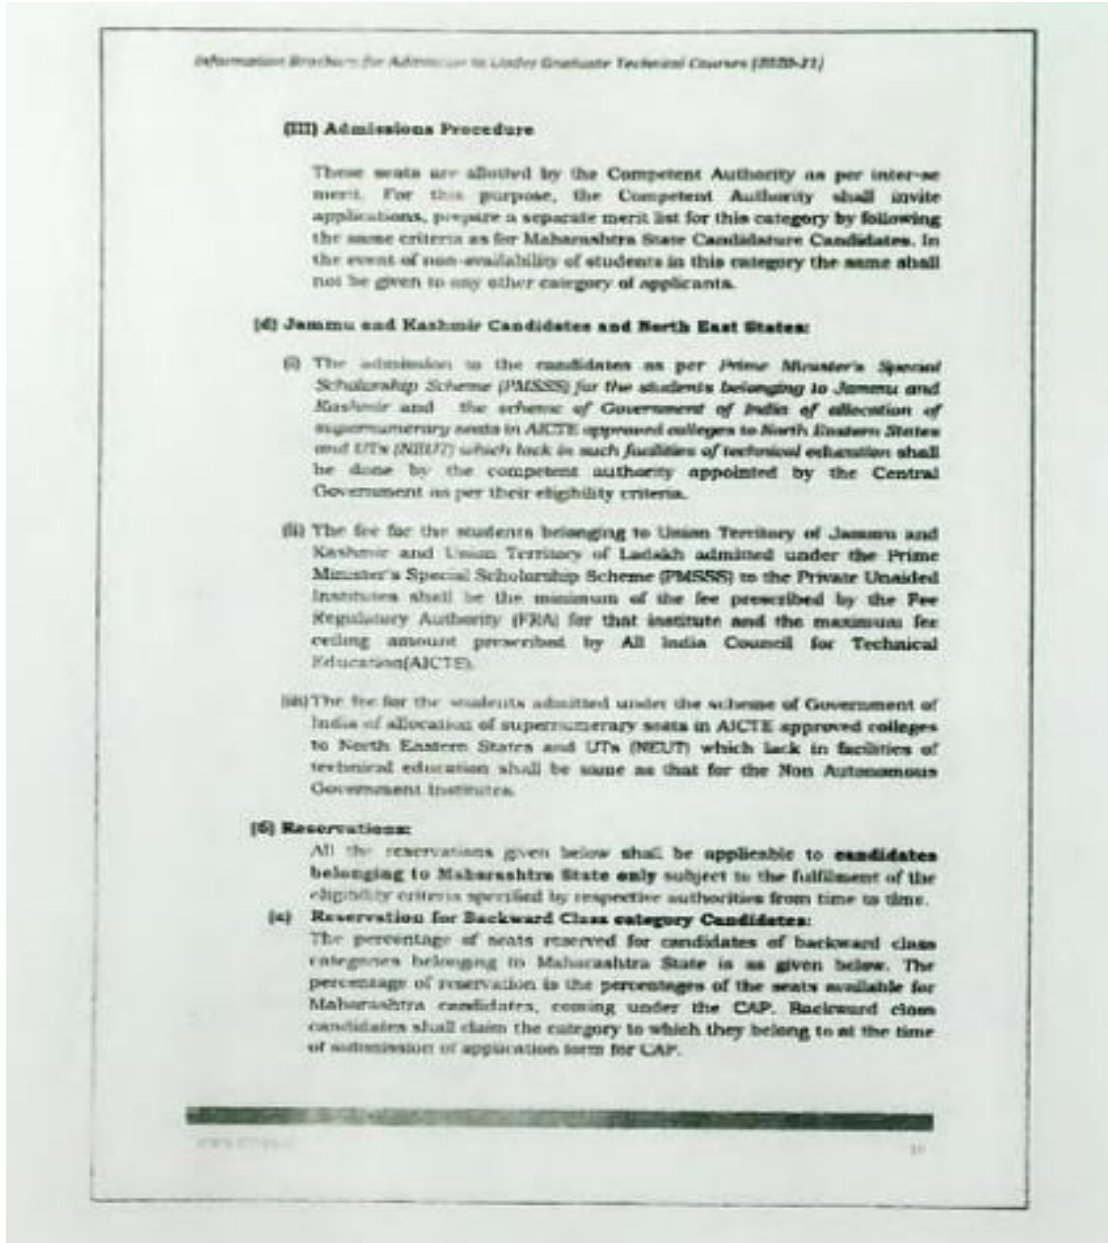 Information Brochure for Admission to Under Graduate Technical Courses (2020-21)
(III) Admissions Procedure
These seats are allotted by the Competent Authority as per inter-se
merit. For this purpose, the Competent Authority shall invite
applications, prepare a separate merit list for this category by following
the same criteria as for Maharashtra State Candidature Candidates. In
the event of non-availability of students in this category the same shall
not be given to any other category of applicants.
(d) Jammu and Kashmir Candidates and North East States:
(i) The admission to the candidates as per Prime Minister's Special
Scholarship Scheme (PMSSS) for the students belonging to Jammu and
Kashmir and the scheme of Government of India of allocation of
supernumerary seats in AICTE approved colleges to North Eastern States
and UTs (NEUT) which lack in such facilities of technical education shall
be done by the competent authority appointed by the Central
Government as per their eligibility criteria.
(ii) The fee for the students belonging to Union Territory of Jammu and
Kashmir and Union Territory of Ladakh admitted under the Prime
Minister's Special Scholarship Scheme (PMSSS) to the Private Unaided
Institutes shall be the minimum of the fee prescribed by the Fee
Regulatory Authority (FRA) for that institute and the maximum fee
ceiling amount prescribed by All India Council for Technical
Education(AICTE).
(iii) The fee for the students admitted under the scheme of Government of
India of allocation of supernumerary seats in AICTE approved colleges
to North Eastern States and UTs (NEUT) which lack in facilities of
technical education shall be same as that for the Non Autonomous
Government Institutes.
(6) Reservations:
All the reservations given below shall be applicable to candidates
belonging to Maharashtra State only subject to the fulfilment of the
eligibility criteria specified by respective authorities from time to time.
(a) Reservation for Backward Class category Candidates:
The percentage of seats reserved for candidates of backward class
categories belonging to Maharashtra State is as given below. The
percentage of reservation is the percentages of the seats available for
Maharashtra candidates, coming under the CAP. Backward class
candidates shall claim the category to which they belong to at the time
of submission of application form for CAP.